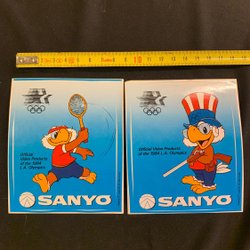 Official Video Products
of the 1984
L.A. Olympics
SANYO
Official Video Products
of the 1984
L.A. Olympics
SANYO